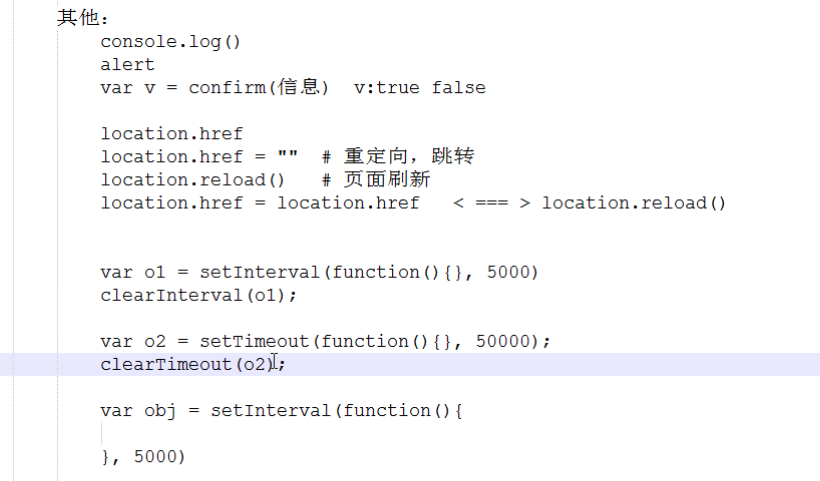 其他:
console.log()
alert
var v = confirm(信息)  v:true false
location.href
location.href = ""  # 重定向，跳转
location.reload()   # 页面刷新
location.href = location.href   < === > location.reload()
var o1 = setInterval(function(){}, 5000)
clearInterval(o1);
var o2 = setTimeout(function(){}, 50000);
clearTimeout(o2);
var obj = setInterval(function(){
}, 5000)